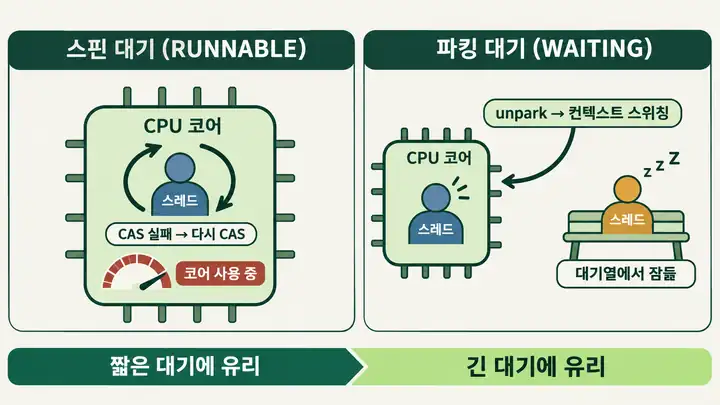 스핀 대기 (RUNNABLE)
CPU 코어
스레드
CAS 실패 → 다시 CAS
코어 사용 중
파킹 대기 (WAITING)
unpark → 컨텍스트 스위칭
CPU 코어
스레드
z z z
스레드
대기열에서 잠듦
짧은 대기에 유리
긴 대기에 유리